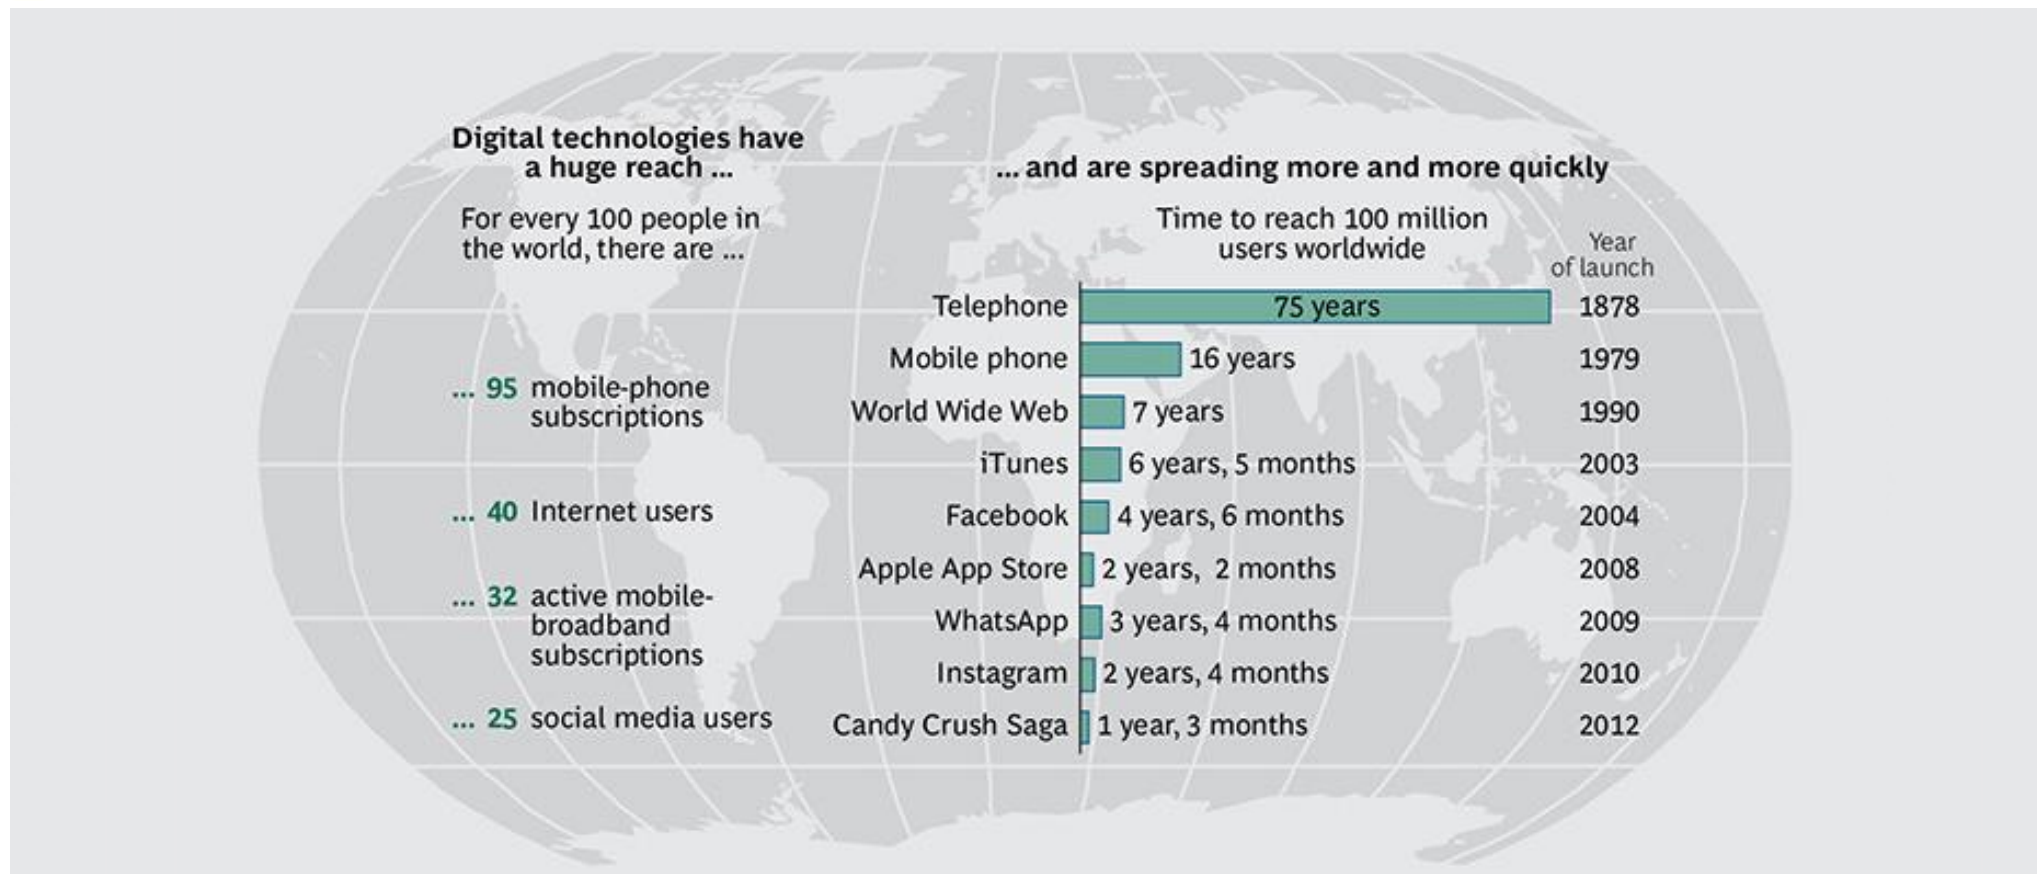 Digital technologies have
a huge reach ...
For every 100 people in
the world, there are ...
... 95 mobile-phone
subscriptions
... 40 Internet users
... 32 active mobile-
broadband
subscriptions
... 25 social media users
... and are spreading more and more quickly
Time to reach 100 million
users worldwide
Year
of launch
Telephone 75 years 1878
Mobile phone 16 years 1979
World Wide Web 7 years 1990
iTunes 6 years, 5 months 2003
Facebook 4 years, 6 months 2004
Apple App Store 2 years, 2 months 2008
WhatsApp 3 years, 4 months 2009
Instagram 2 years, 4 months 2010
Candy Crush Saga 1 year, 3 months 2012